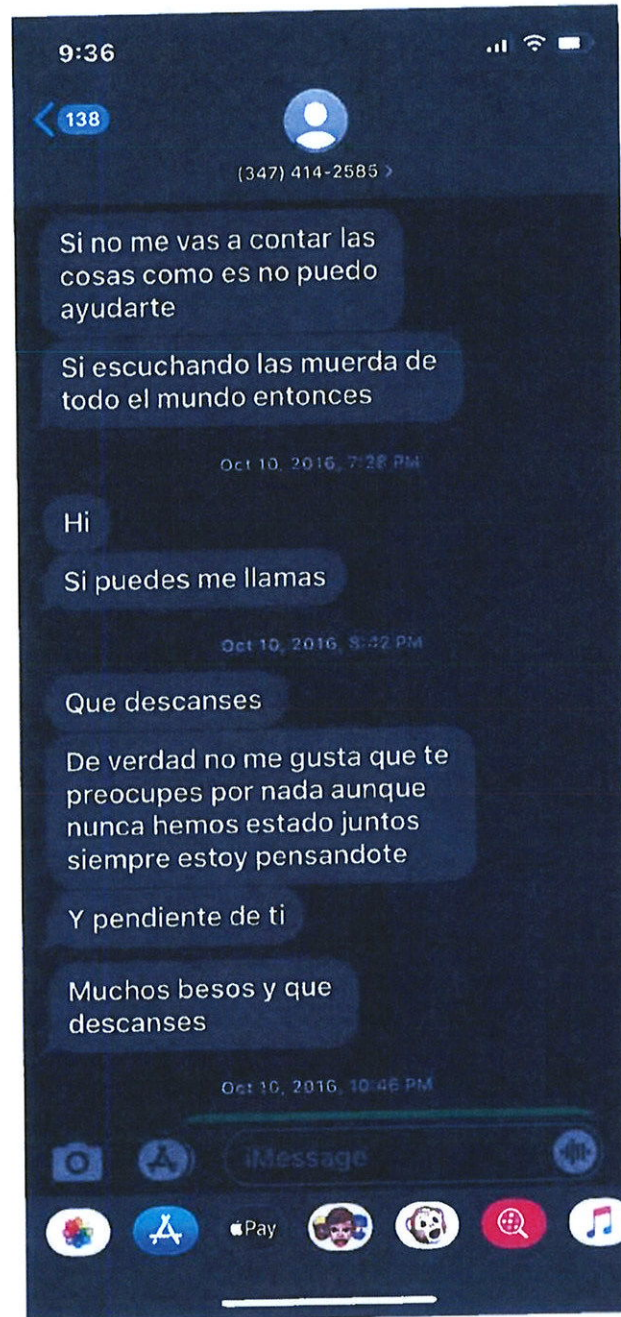 9:36
138
(347) 414-2585 >
Si no me vas a contar las
cosas como es no puedo
ayudarte
Si escuchando las muerda de
todo el mundo entonces
Oct 10, 2016, 7:28 PM
Hi
Si puedes me llamas
Oct 10, 2016, 8:42 PM
Que descanses
De verdad no me gusta que te
preocupes por nada aunque
nunca hemos estado juntos
siempre estoy pensandote
Y pendiente de ti
Muchos besos y que
descanses
Oct 10, 2016, 10:46 PM
iMessage
Pay